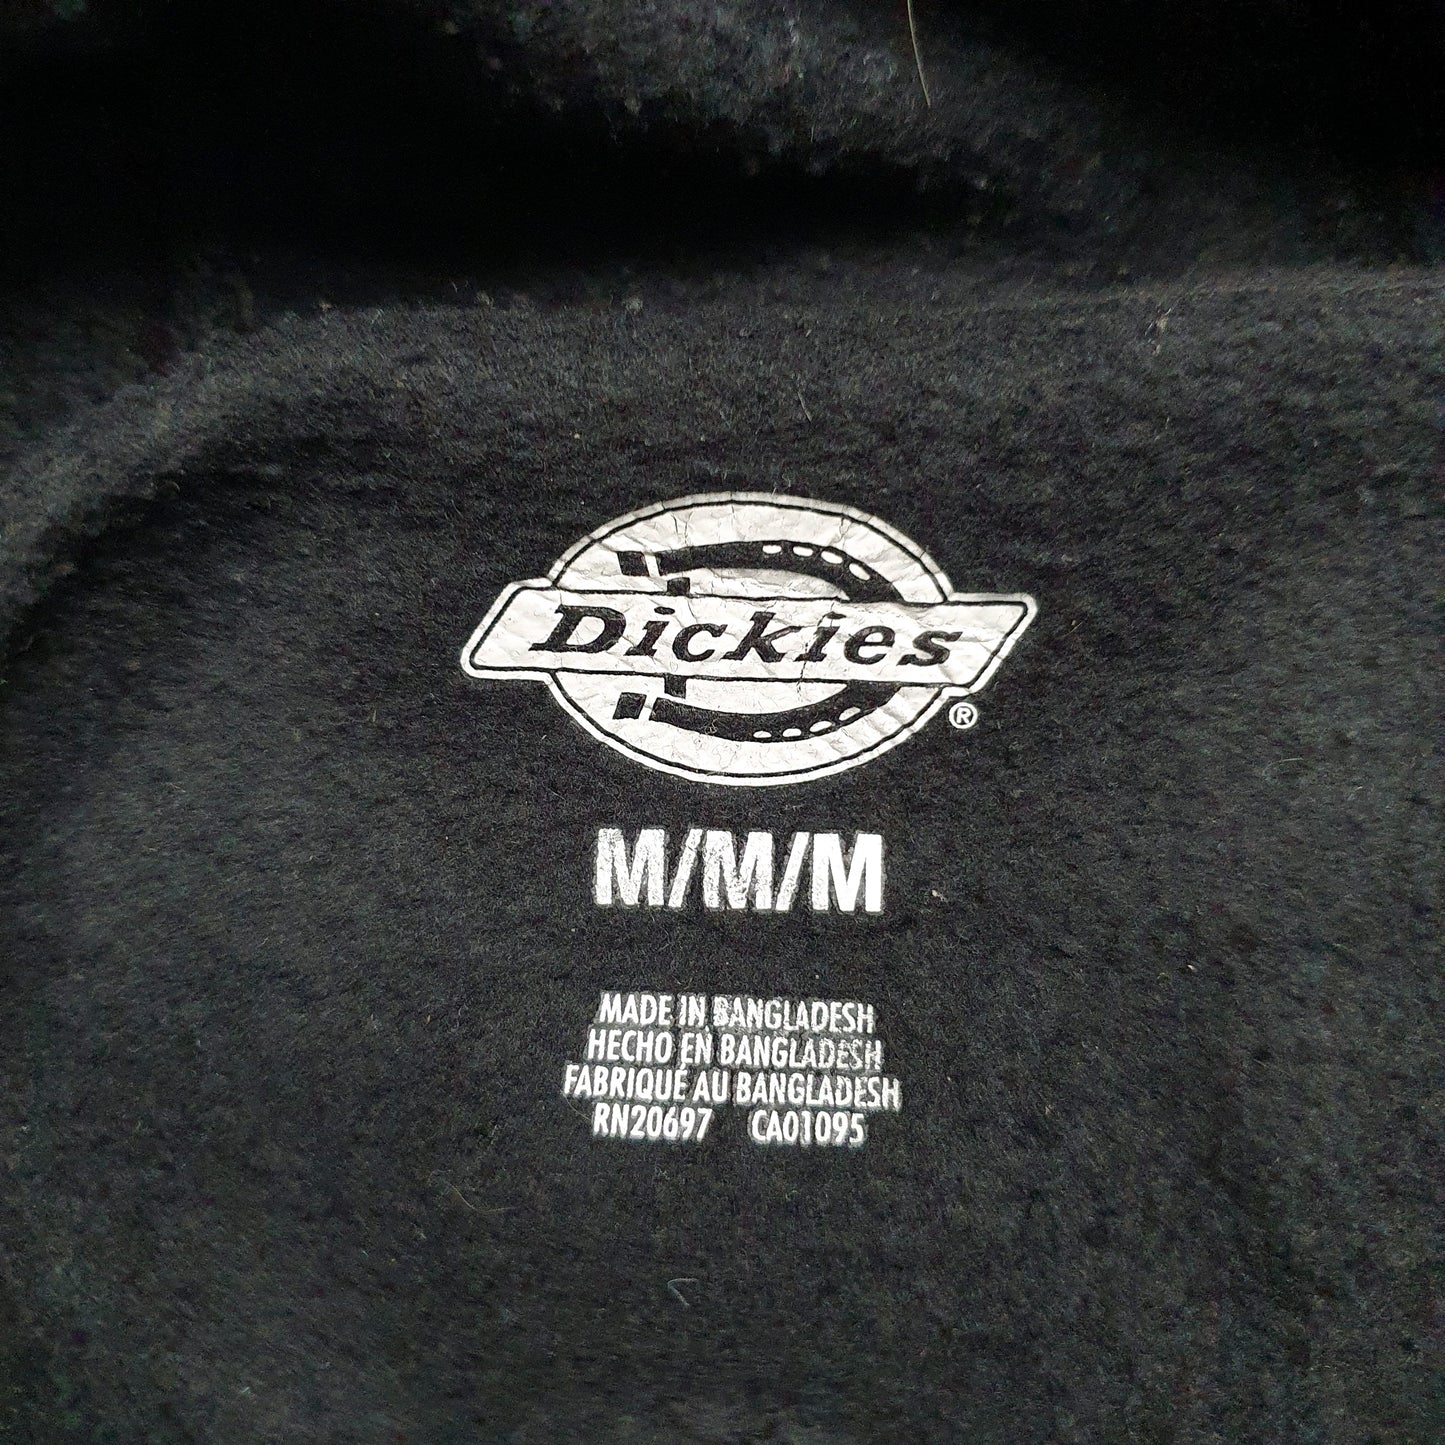 Dickies
®
M/M/M
MADE IN BANGLADESH
HECHO EN BANGLADESH
FABRIQUÉ AU BANGLADESH
RN20697 CA01095